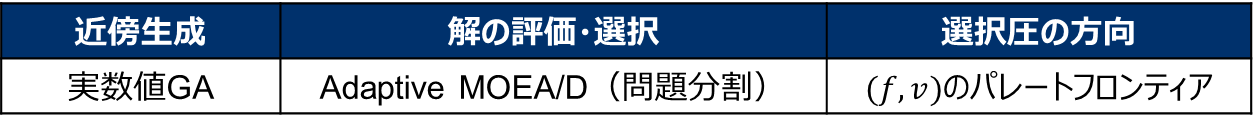 近傍生成 解の評価・選択 選択圧の方向
実数値GA Adaptive MOEA/D（問題分割） (f, v)のパレートフロンティア